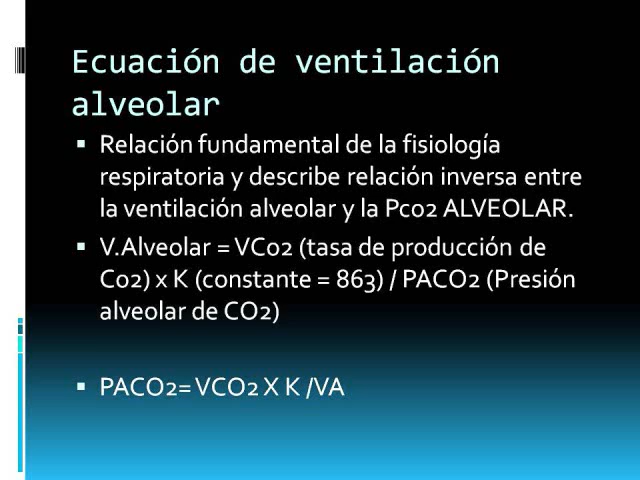 Ecuación de ventilación
alveolar
Relación fundamental de la fisiología
respiratoria y describe relación inversa entre
la ventilación alveolar y la Pco2 ALVEOLAR.
V.Alveolar = VCo2 (tasa de producción de
Co2) x K (constante = 863) / PACO2 (Presión
alveolar de CO2)
PACO2= VCO2 X K /VA